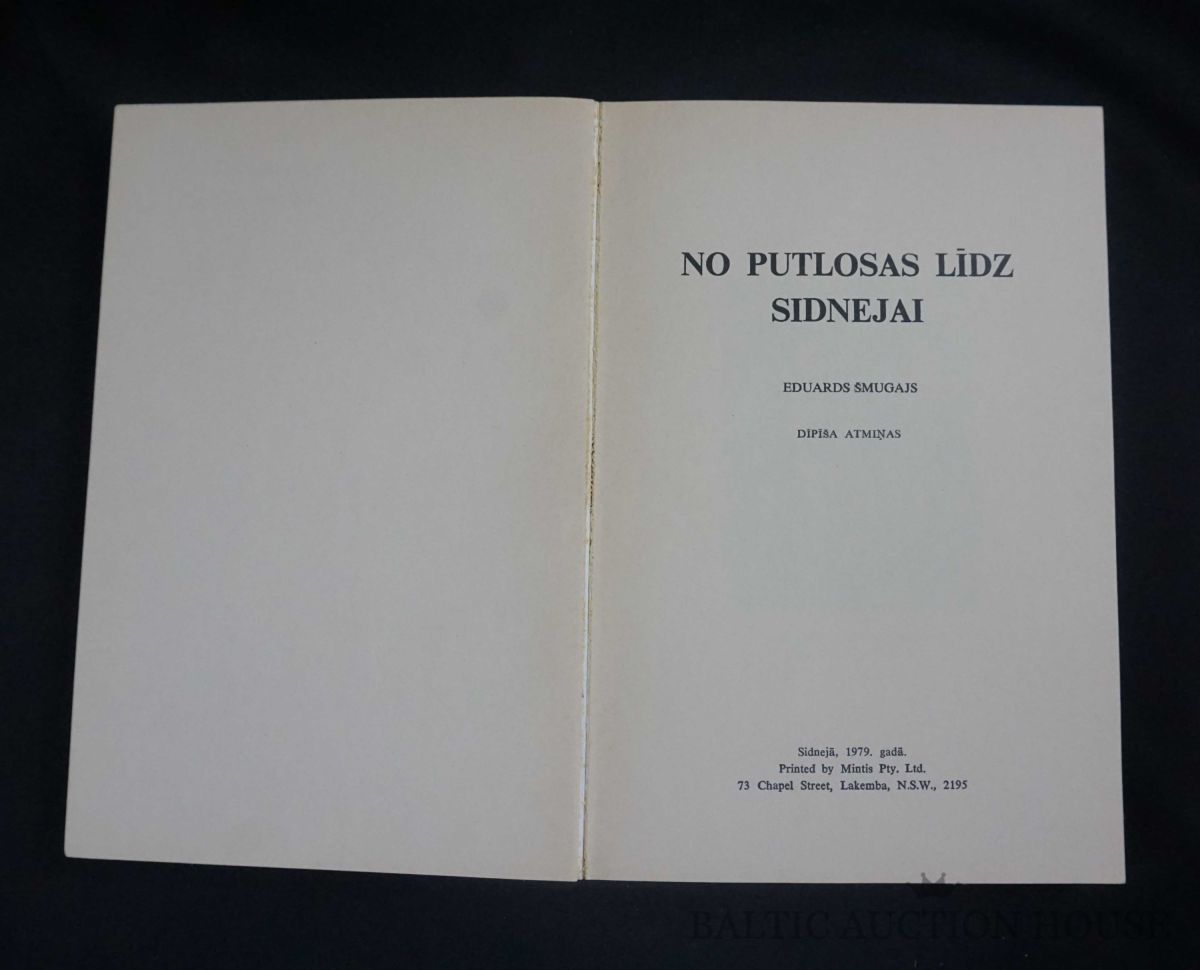 NO PUTLOSAS LĪDZ
SIDNEJAI
EDUARDS ŠMUGAJS
DĪPĪŠA ATMIŅAS
Sidnejā, 1979. gadā.
Printed by Mintis Pty. Ltd.
73 Chapel Street, Lakemba, N.S.W., 2195
BALTIC AUCTION HOUSE